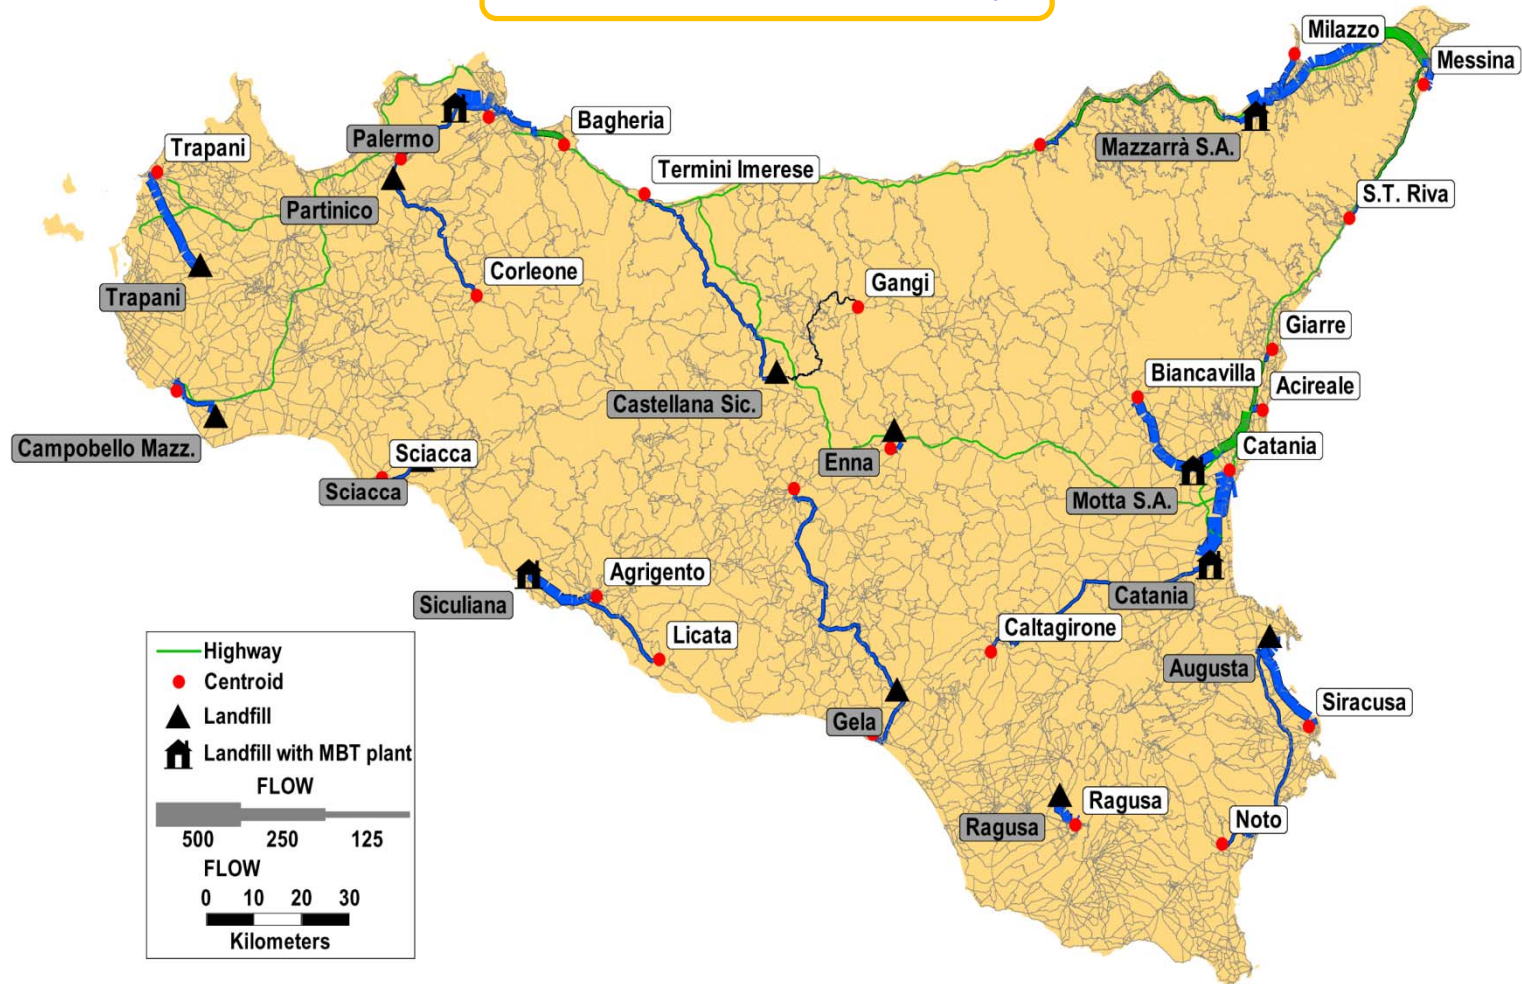 Milazzo
Messina
Bagheria
Palermo
Trapani
Mazzarrà S.A.
Termini Imerese
S.T. Riva
Partinico
Corleone
Gangi
Trapani
Giarre
Biancavilla
Acireale
Castellana Sic.
Campobello Mazz.
Sciacca
Catania
Enna
Sciacca
Motta S.A.
Agrigento
Siculiana
Catania
Caltagirone
Licata
Augusta
Siracusa
Gela
Ragusa
Ragusa
Noto
Highway
Centroid
Landfill
Landfill with MBT plant
FLOW
500 250 125
FLOW
0 10 20 30
Kilometers